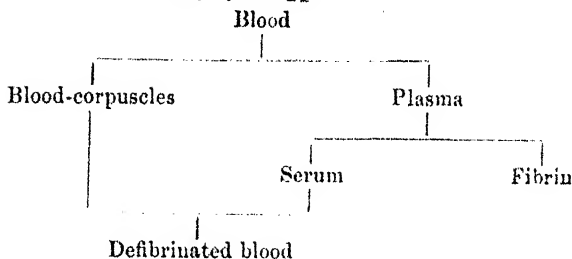 Blood
Blood-corpuscles Plasma
Serum Fibrin
Defibrinated blood